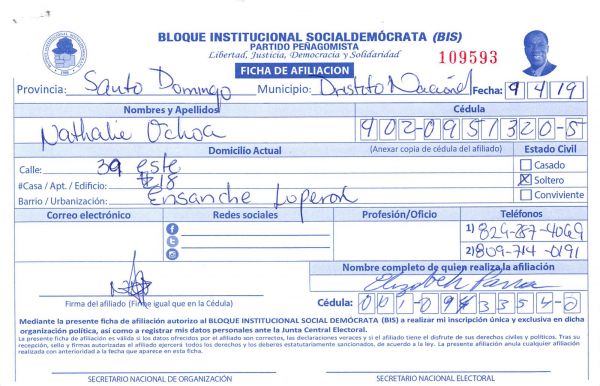 BLOQUE INSTITUCIONAL SOCIALDEMÓCRATA (BIS)
PARTIDO PEÑAGOMISTA
Libertad, Justicia, Democracia y Solidaridad
109593
FICHA DE AFILIACION
Provincia: Santo Domingo Municipio: Distrito Nacional Fecha: 9 4 19
Nombres y Apellidos Cédula
Nathalie Ochoa 402-0951320-5
Domicilio Actual (Anexar copia de cédula del afiliado) Estado Civil
Calle: 39 este Casado
#Casa / Apt. / Edificio: #18 X Soltero
Barrio / Urbanización: Ensanche Luperon Conviviente
Correo electrónico Redes sociales Profesión/Oficio Teléfonos
1) 829-287-4069
2) 809-714-0191
Nombre completo de quien realiza la afiliación
Elizabeth Parra
Firma del afiliado (Firme igual que en la Cédula) Cédula: 001-0943354-0
Mediante la presente ficha de afiliación autorizo al BLOQUE INSTITUCIONAL SOCIAL DEMÓCRATA (BIS) a realizar mi inscripción única y exclusiva en dicha
organización política, así como a registrar mis datos personales ante la Junta Central Electoral.
La presente ficha de afiliación es válida si los datos ofrecidos por el afiliado son correctos, las declaraciones veraces y si el afiliado tiene el disfrute de sus derechos civiles y políticos. Tras su
recepción, sello y firmas autorizadas el afiliado ejercerá todos los derechos y los deberes estatutariamente sancionados, de acuerdo a la ley. La presente afiliación anula cualquier afiliación
realizada con anterioridad a la fecha que aparece en esta ficha.
SECRETARIO NACIONAL DE ORGANIZACIÓN SECRETARIO NACIONAL ELECTORAL